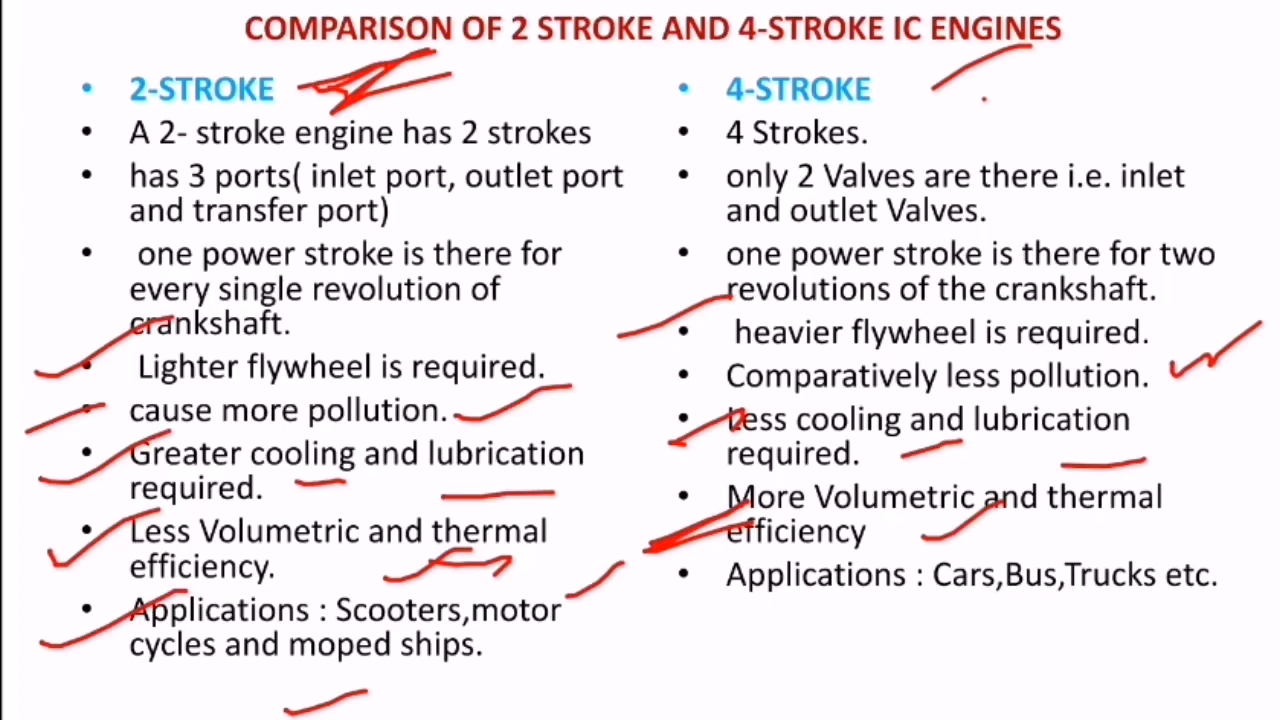 COMPARISON OF 2 STROKE AND 4-STROKE IC ENGINES
• 2-STROKE
• A 2- stroke engine has 2 strokes
• has 3 ports( inlet port, outlet port
and transfer port)
• one power stroke is there for
every single revolution of
crankshaft.
• Lighter flywheel is required.
• cause more pollution.
• Greater cooling and lubrication
required.
• Less Volumetric and thermal
efficiency.
• Applications : Scooters,motor
cycles and moped ships.
• 4-STROKE
• 4 Strokes.
• only 2 Valves are there i.e. inlet
and outlet Valves.
• one power stroke is there for two
revolutions of the crankshaft.
• heavier flywheel is required.
• Comparatively less pollution.
• Less cooling and lubrication
required.
• More Volumetric and thermal
efficiency
• Applications : Cars,Bus,Trucks etc.